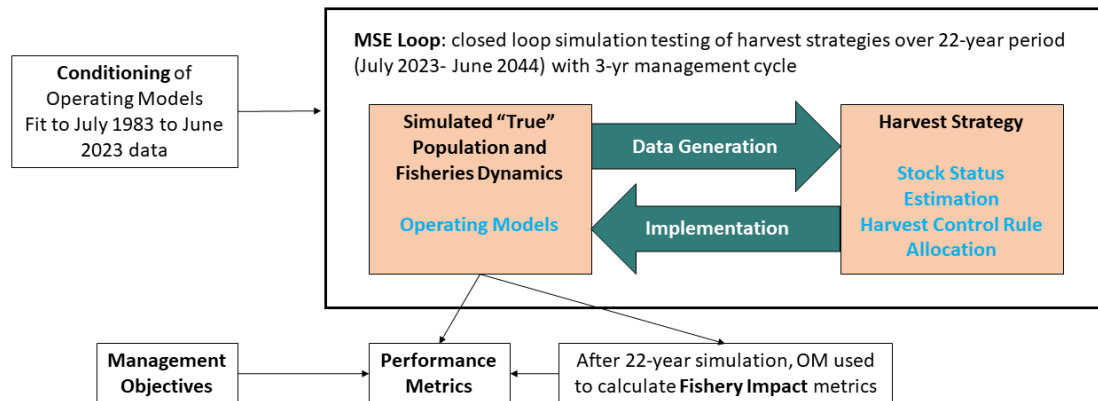 MSE Loop: closed loop simulation testing of harvest strategies over 22-year period
(July 2023- June 2044) with 3-yr management cycle
Conditioning of
Operating Models
Fit to July 1983 to June
2023 data
Simulated “True”
Population and
Fisheries Dynamics
Operating Models
Data Generation
Implementation
Harvest Strategy
Stock Status
Estimation
Harvest Control Rule
Allocation
Management
Objectives
Performance
Metrics
After 22-year simulation, OM used
to calculate Fishery Impact metrics